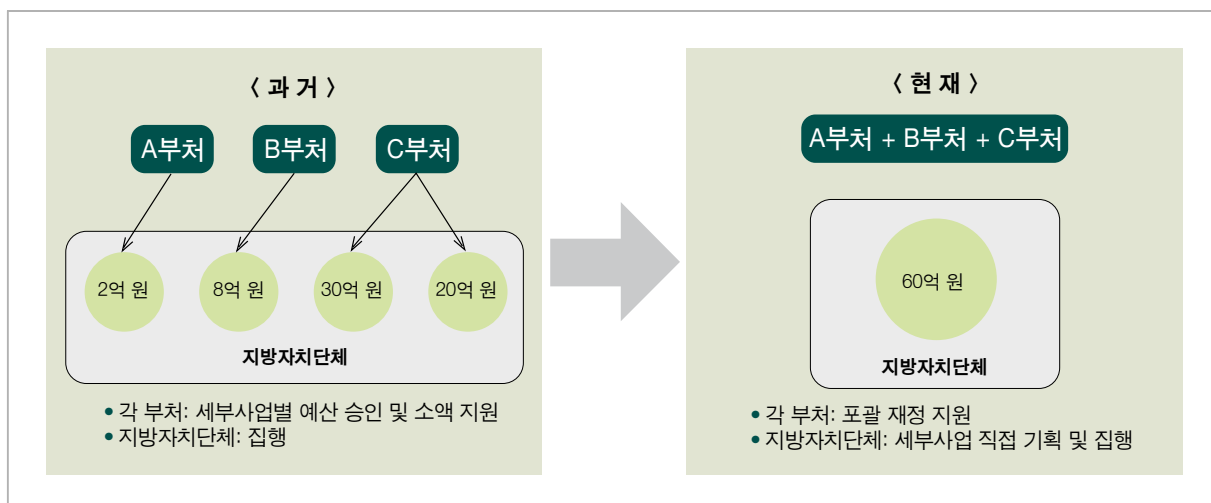 〈 과 거 〉
A부처
B부처
C부처
2억 원
8억 원
30억 원
20억 원
지방자치단체
• 각 부처: 세부사업별 예산 승인 및 소액 지원
• 지방자치단체: 집행
〈 현 재 〉
A부처 + B부처 + C부처
60억 원
지방자치단체
• 각 부처: 포괄 재정 지원
• 지방자치단체: 세부사업 직접 기획 및 집행